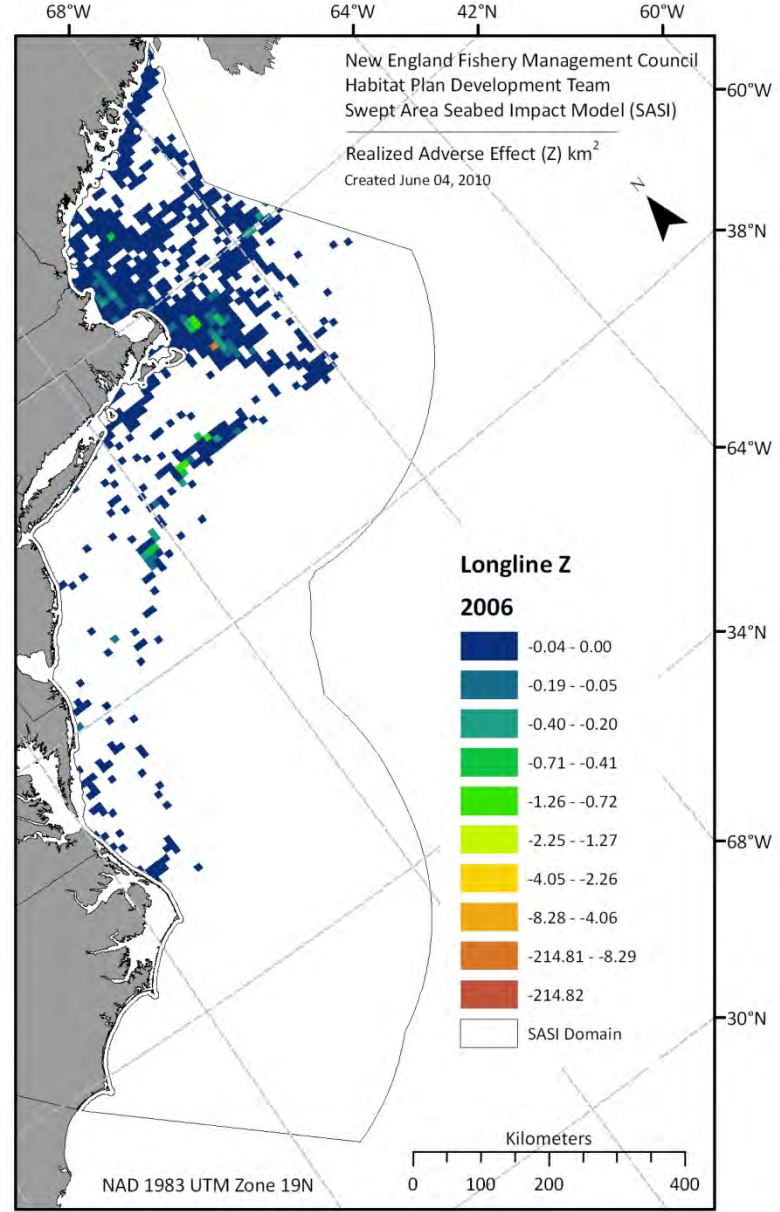 68°W 64°W 42°N 60°W
New England Fishery Management Council
Habitat Plan Development Team
Swept Area Seabed Impact Model (SASI)
Realized Adverse Effect (Z) km²
Created June 04, 2010
N
60°W
38°N
64°W
34°N
68°W
30°N
Longline Z
2006
-0.04 - 0.00
-0.19 - -0.05
-0.40 - -0.20
-0.71 - -0.41
-1.26 - -0.72
-2.25 - -1.27
-4.05 - -2.26
-8.28 - -4.06
-214.81 - -8.29
-214.82
SASI Domain
Kilometers
0 100 200 400
NAD 1983 UTM Zone 19N